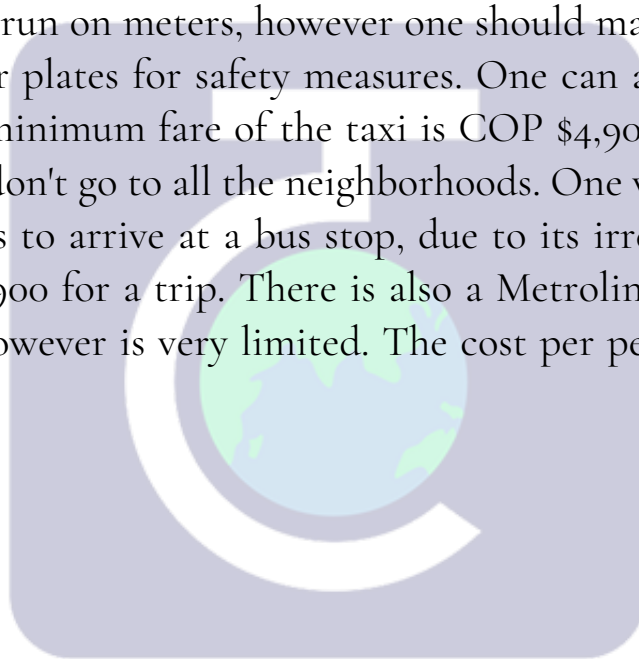 run on meters, however one should ma
r plates for safety measures. One can a
ninimum fare of the taxi is COP $4,90
don't go to all the neighborhoods. One v
s to arrive at a bus stop, due to its irre
900 for a trip. There is also a Metrolin
owever is very limited. The cost per pe